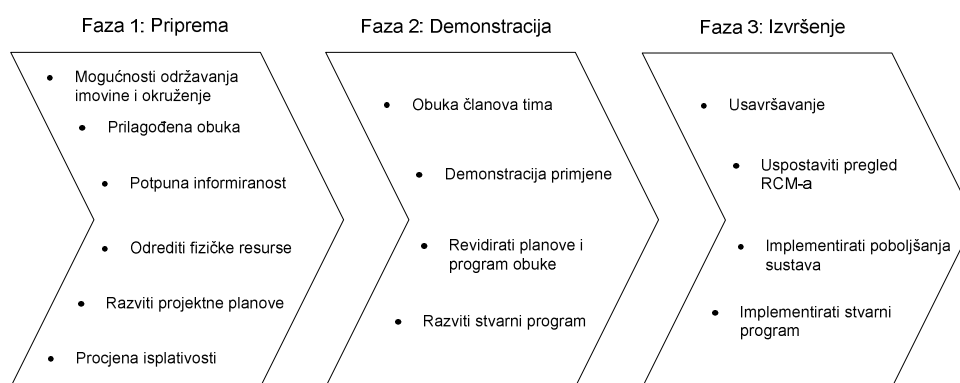 Faza 1: Priprema
• Mogućnosti održavanja
imovine i okruženje
• Prilagođena obuka
• Potpuna informiranost
• Odrediti fizičke resurse
• Razviti projektne planove
• Procjena isplativosti
Faza 2: Demonstracija
• Obuka članova tima
• Demonstracija primjene
• Revidirati planove i
program obuke
• Razviti stvarni program
Faza 3: Izvršenje
• Usavršavanje
• Uspostaviti pregled
RCM-a
• Implementirati poboljšanja
sustava
• Implementirati stvarni
program